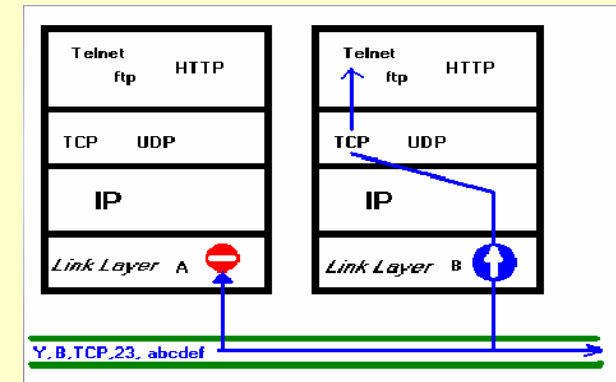 Telnet
ftp HTTP
TCP UDP
IP
Link Layer A
Telnet
ftp HTTP
TCP UDP
IP
Link Layer B
Y, B,TCP,23, abcdef